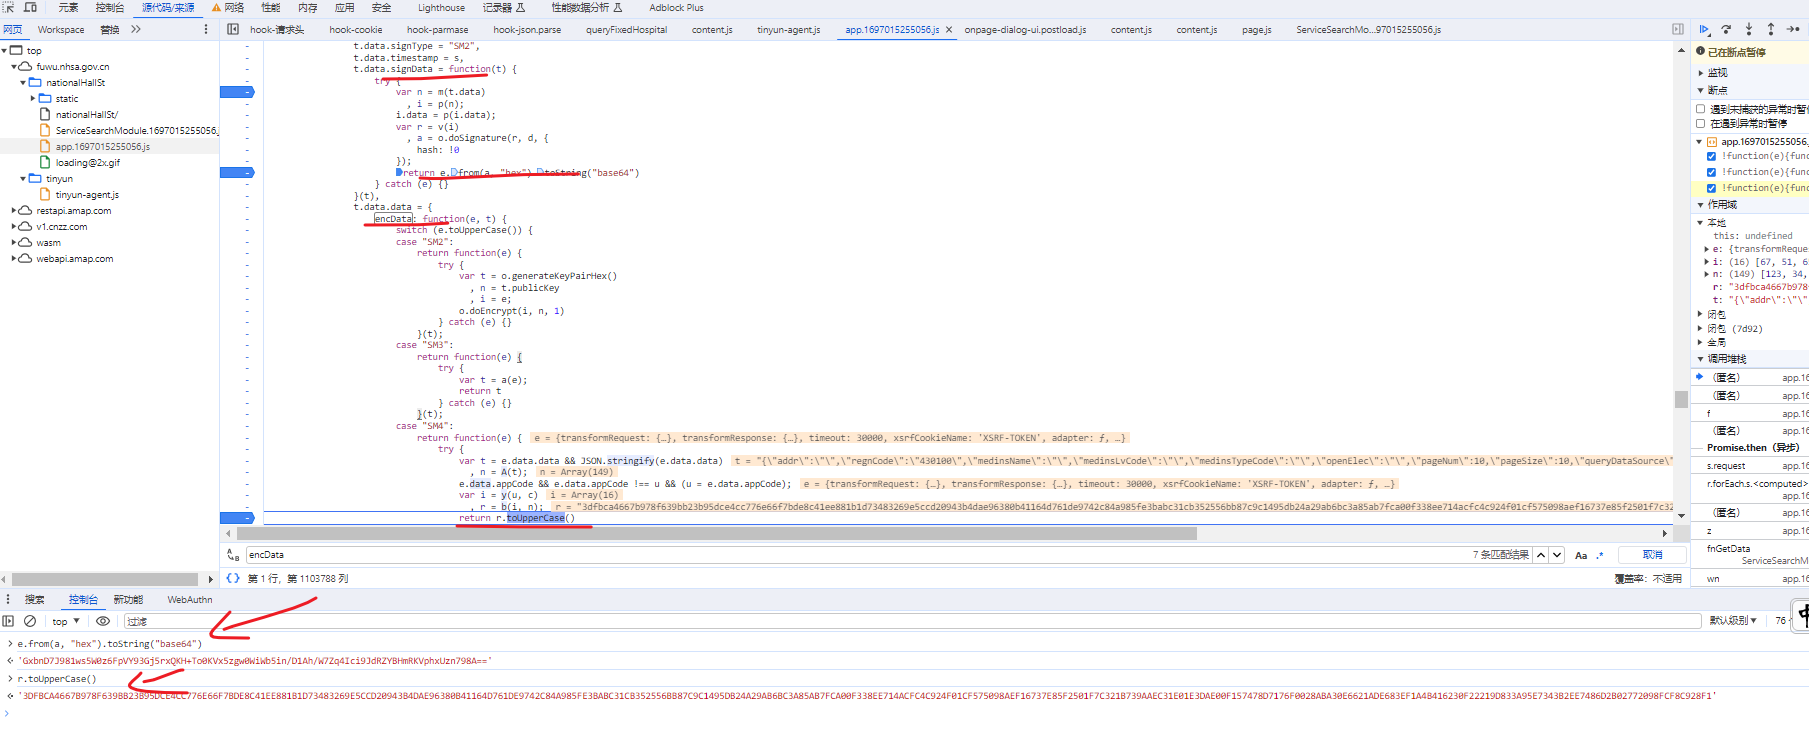 元素 控制台 源代码/来源 网络 性能 内存 应用 安全 Lighthouse 记录器 性能数据分析 Adblock Plus
网页 Workspace 替换 >> hook-请求头 hook-cookie hook-parmase hook-json.parse queryFixedHospital content.js tinyun-agent.js app.1697015255056.js × onpage-dialog-ui.postload.js content.js content.js page.js ServiceSearchMo...97015255056.js
top
fuwu.nhsa.gov.cn
nationalHallSt
static
nationalHallSt/
ServiceSearchModule.1697015255056.
app.1697015255056.js
loading@2x.gif
tinyun
tinyun-agent.js
restapi.amap.com
v1.cnzz.com
wasm
webapi.amap.com
t.data.signType = "SM2",
t.data.timestamp = s,
t.data.signData = function(t) {
try {
var n = m(t.data)
, i = p(n);
i.data = p(i.data);
var r = v(i)
, a = o.doSignature(r, d, {
hash: !0
});
return e.from(a, "hex").toString("base64")
} catch (e) {}
}(t),
t.data.data = {
encData: function(e, t) {
switch (e.toUpperCase()) {
case "SM2":
return function(e) {
try {
var t = o.generateKeyPairHex()
, n = t.publicKey
, i = e;
o.doEncrypt(i, n, 1)
} catch (e) {}
}(t);
case "SM3":
return function(e) {
try {
var t = a(e);
return t
} catch (e) {}
}(t);
case "SM4":
return function(e) { e = {transformRequest: {…}, transformResponse: {…}, timeout: 30000, xsrfCookieName: 'XSRF-TOKEN', adapter: ƒ, …}
try {
var t = e.data.data && JSON.stringify(e.data.data) t = "{\"addr\":\"\",\"regnCode\":\"430100\",\"medinsName\":\"\",\"medinsLvCode\":\"\",\"medinsTypeCode\":\"\",\"openElec\":\"\",\"pageNum\":10,\"pageSize\":10,\"queryDataSource\"
, n = A(t); n = Array(149)
e.data.appCode && e.data.appCode !== u && (u = e.data.appCode); e = {transformRequest: {…}, transformResponse: {…}, timeout: 30000, xsrfCookieName: 'XSRF-TOKEN', adapter: ƒ, …}
var i = y(u, c) i = Array(16)
, r = b(i, n);
return r.toUpperCase()
encData 7 条匹配结果 Aa .* 取消
{} 第 1 行，第 1103788 列 覆盖率：不适用
已在断点暂停
监视
断点
遇到未捕获的异常时暂停
在遇到异常时暂停
app.1697015255056.
!function(e){func
!function(e){func
!function(e){func
作用域
本地
this: undefined
e: {transformReque
i: (16) [67, 51, 6
n: (149) [123, 34,
r: "3dfbca4667b978
t: "{\"addr\":\"\"
闭包
闭包 (7d92)
全局
调用堆栈
(匿名) app.16
(匿名) app.16
f app.16
(匿名) app.16
Promise.then（异步）
s.request app.16
r.forEach.s.<computed>
app.16
(匿名) app.16
z app.16
fnGetData
ServiceSearchM
wn app.16
搜索 控制台 新功能 WebAuthn
top 过滤 默认级别 76 中
e.from(a, "hex").toString("base64")
r.toUpperCase()